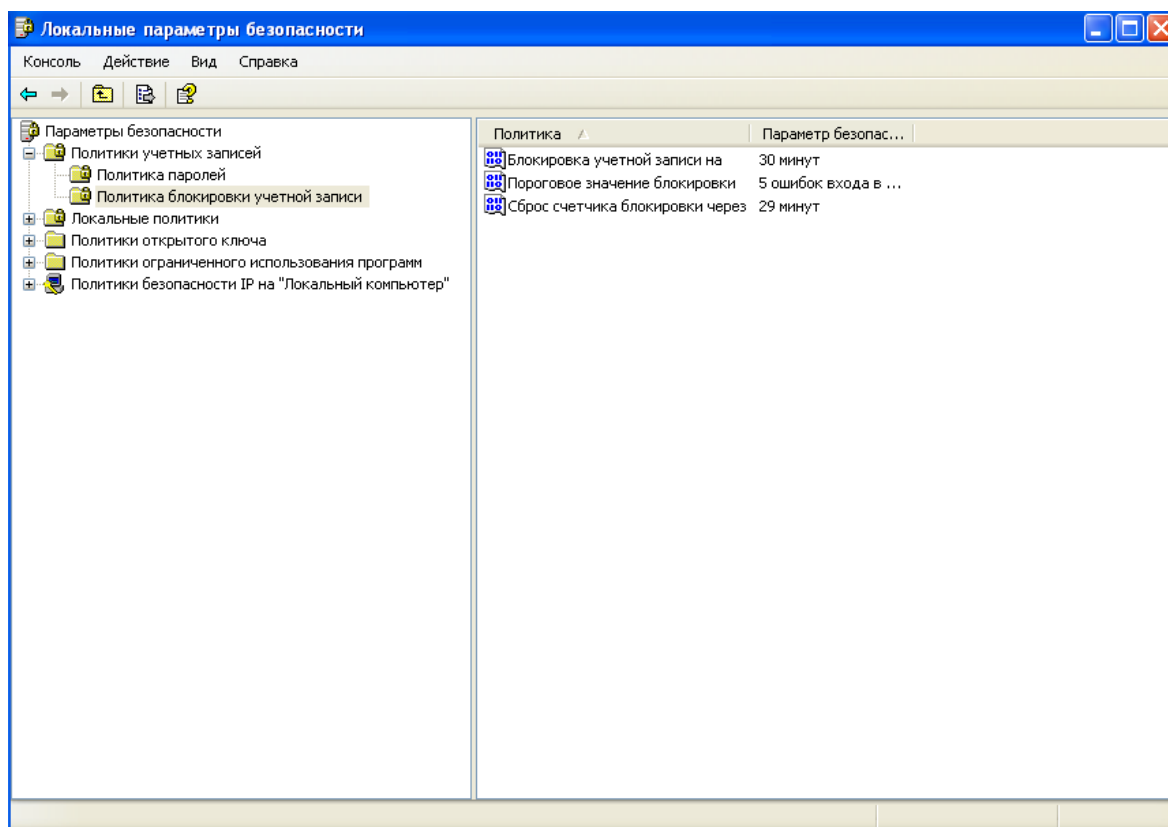 Локальные параметры безопасности
Консоль Действие Вид Справка
Параметры безопасности
Политики учетных записей
Политика паролей
Политика блокировки учетной записи
Локальные политики
Политики открытого ключа
Политики ограниченного использования программ
Политики безопасности IP на "Локальный компьютер"
Политика Параметр безопас...
Блокировка учетной записи на 30 минут
Пороговое значение блокировки 5 ошибок входа в ...
Сброс счетчика блокировки через 29 минут